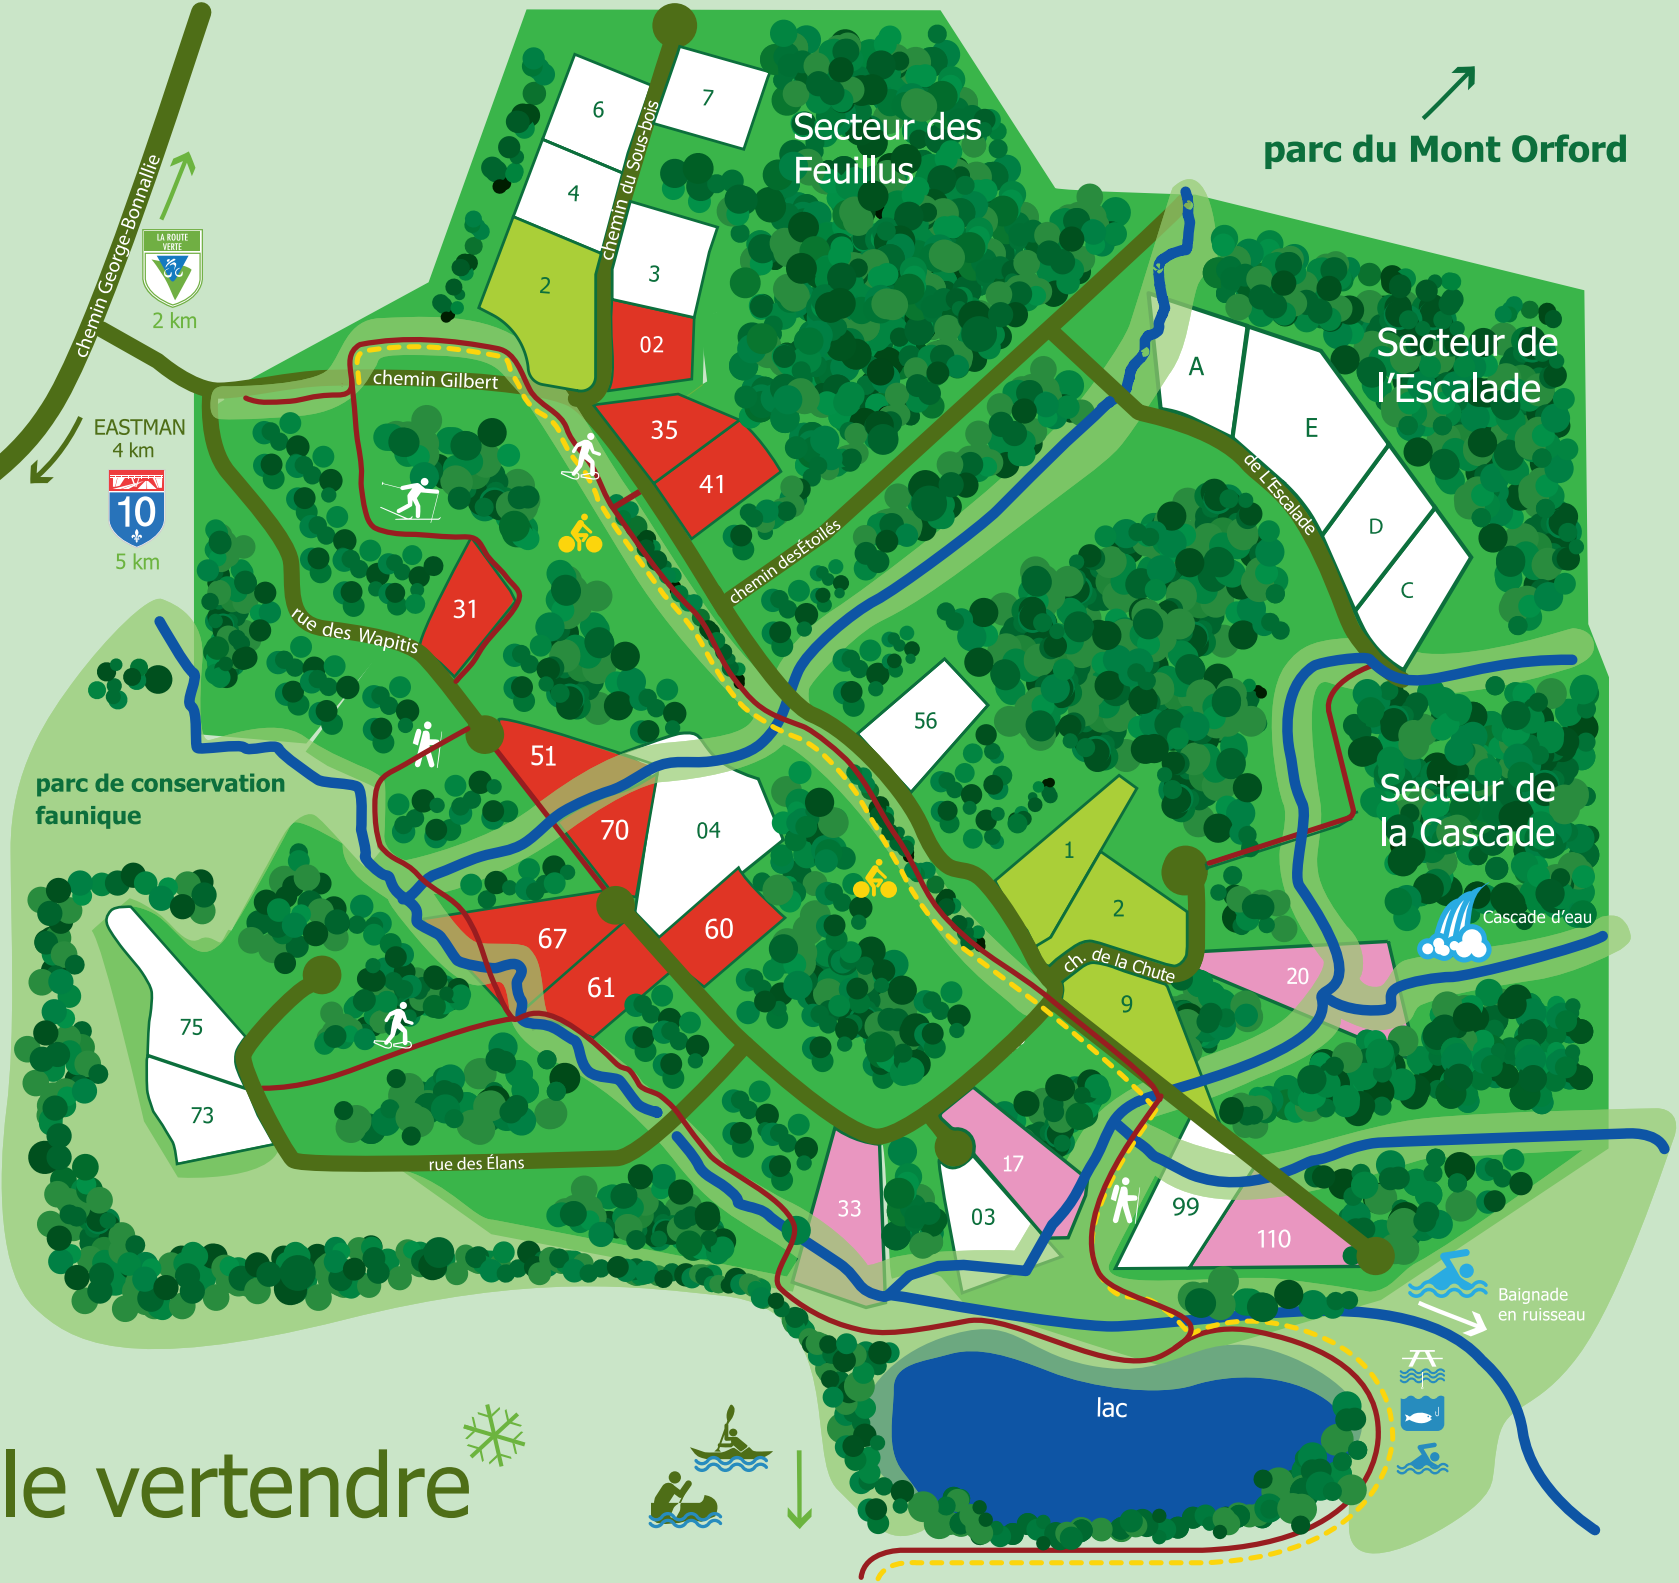 6
7
chemin du Sous-bois
Secteur des
Feuillus
parc du Mont Orford
chemin George-Bonnallie
LA ROUTE
VERTE
2 km
4
2
3
02
Secteur de
l'Escalade
A
E
D
C
de L'Escalade
chemin Gilbert
EASTMAN
4 km
10
5 km
35
41
chemin desÉtoilés
31
rue des Wapitis
51
56
parc de conservation
faunique
70
04
Secteur de
la Cascade
1
2
Cascade d'eau
67
60
61
ch. de la Chute
20
9
75
73
rue des Élans
17
33
03
99
110
Baignade
en ruisseau
lac
le vertendre